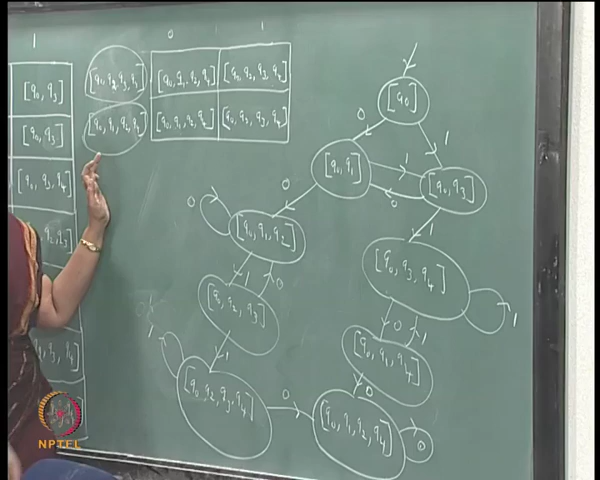 1
0 1
[q0, q3]
[q0, q2, q3, q4] [q0, q1, q2, q4] [q0, q2, q3, q4]
[q0, q3]
[q0, q1, q2, q4] [q0, q1, q2, q4] [q0, q2, q3, q4]
[q0, q3, q4]
[q0]
0 1
[q0, q1] 1 [q0, q3]
0
0 1
0 [q0, q1, q2] [q0, q3, q4] 1
1 0
[q0, q2, q3] 0 1
[q0, q1, q4]
1 1 0
[q0, q2, q3, q4] 0 [q0, q1, q2, q4] 0
NPTEL